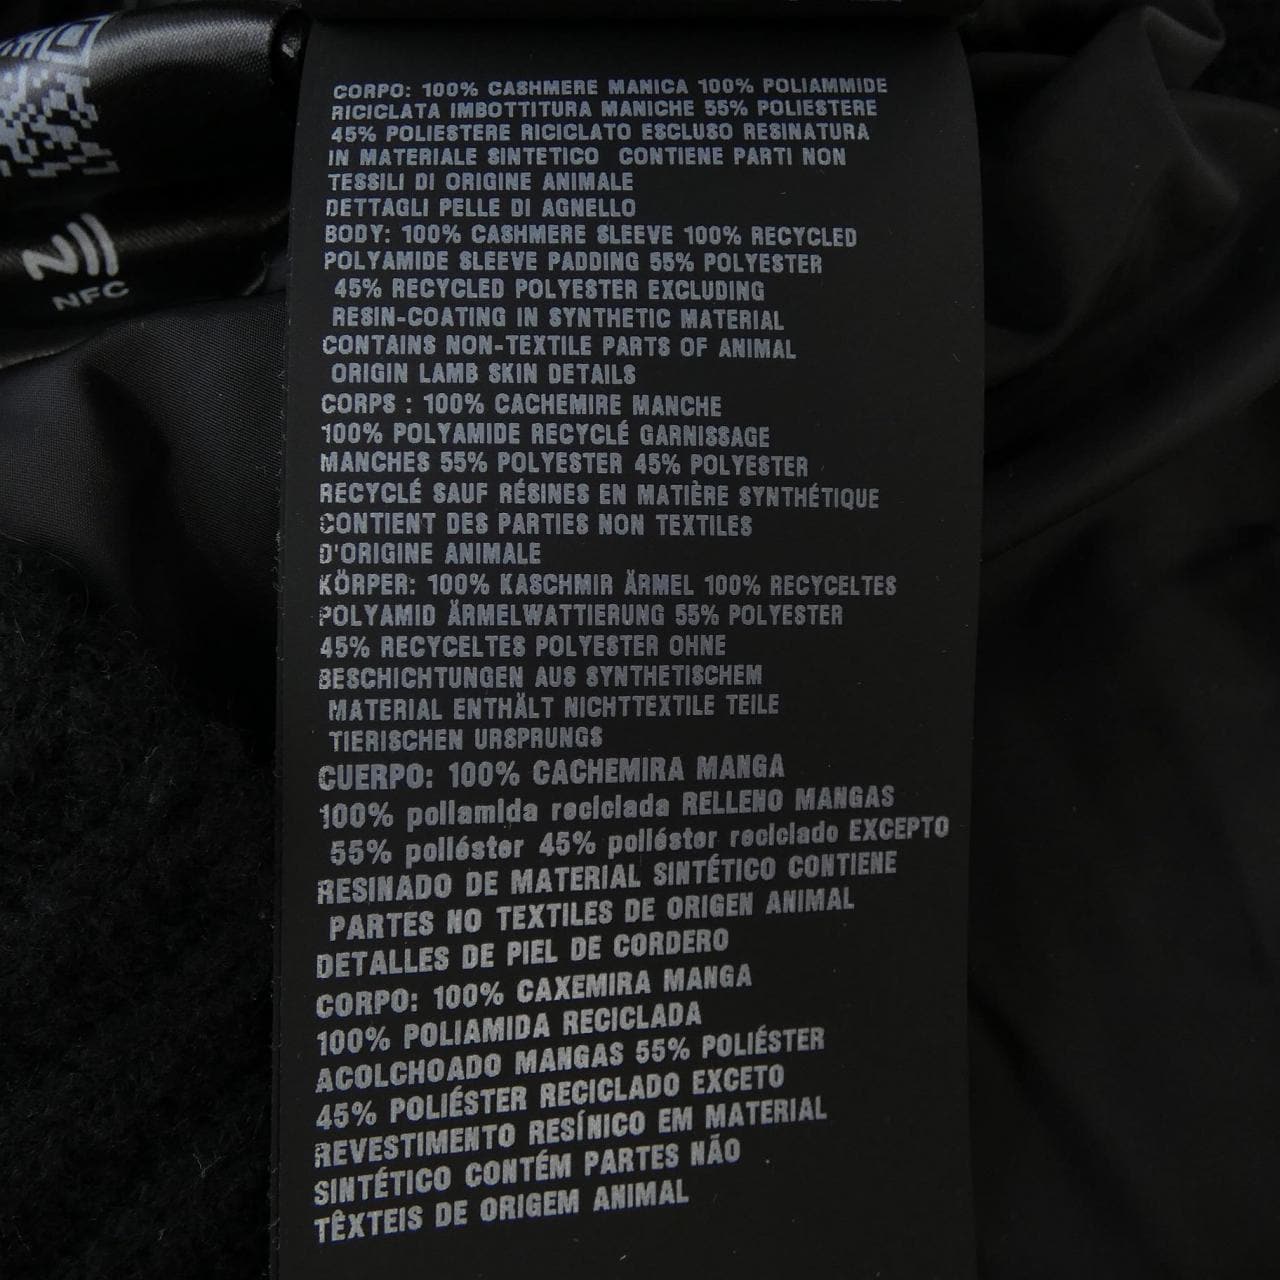 NFC
CORPO: 100% CASHMERE MANICA 100% POLIAMMIDE
RICICLATA IMBOTTITURA MANICHE 55% POLIESTERE
45% POLIESTERE RICICLATO ESCLUSO RESINATURA
IN MATERIALE SINTETICO CONTIENE PARTI NON
TESSILI DI ORIGINE ANIMALE
DETTAGLI PELLE DI AGNELLO
BODY: 100% CASHMERE SLEEVE 100% RECYCLED
POLYAMIDE SLEEVE PADDING 55% POLYESTER
45% RECYCLED POLYESTER EXCLUDING
RESIN-COATING IN SYNTHETIC MATERIAL
CONTAINS NON-TEXTILE PARTS OF ANIMAL
ORIGIN LAMB SKIN DETAILS
CORPS : 100% CACHEMIRE MANCHE
100% POLYAMIDE RECYCLÉ GARNISSAGE
MANCHES 55% POLYESTER 45% POLYESTER
RECYCLÉ SAUF RÉSINES EN MATIÈRE SYNTHÉTIQUE
CONTIENT DES PARTIES NON TEXTILES
D'ORIGINE ANIMALE
KÖRPER: 100% KASCHMIR ÄRMEL 100% RECYCELTES
POLYAMID ÄRMELWATTIERUNG 55% POLYESTER
45% RECYCELTES POLYESTER OHNE
BESCHICHTUNGEN AUS SYNTHETISCHEM
MATERIAL ENTHÄLT NICHTTEXTILE TEILE
TIERISCHEN URSPRUNGS
CUERPO: 100% CACHEMIRA MANGA
100% poliamida reciclada RELLENO MANGAS
55% poliéster 45% poliéster reciclado EXCEPTO
RESINADO DE MATERIAL SINTÉTICO CONTIENE
PARTES NO TEXTILES DE ORIGEN ANIMAL
DETALLES DE PIEL DE CORDERO
CORPO: 100% CAXEMIRA MANGA
100% POLIAMIDA RECICLADA
ACOLCHOADO MANGAS 55% POLIÉSTER
45% POLIÉSTER RECICLADO EXCETO
REVESTIMENTO RESÍNICO EM MATERIAL
SINTÉTICO CONTÉM PARTES NÃO
TÊXTEIS DE ORIGEM ANIMAL